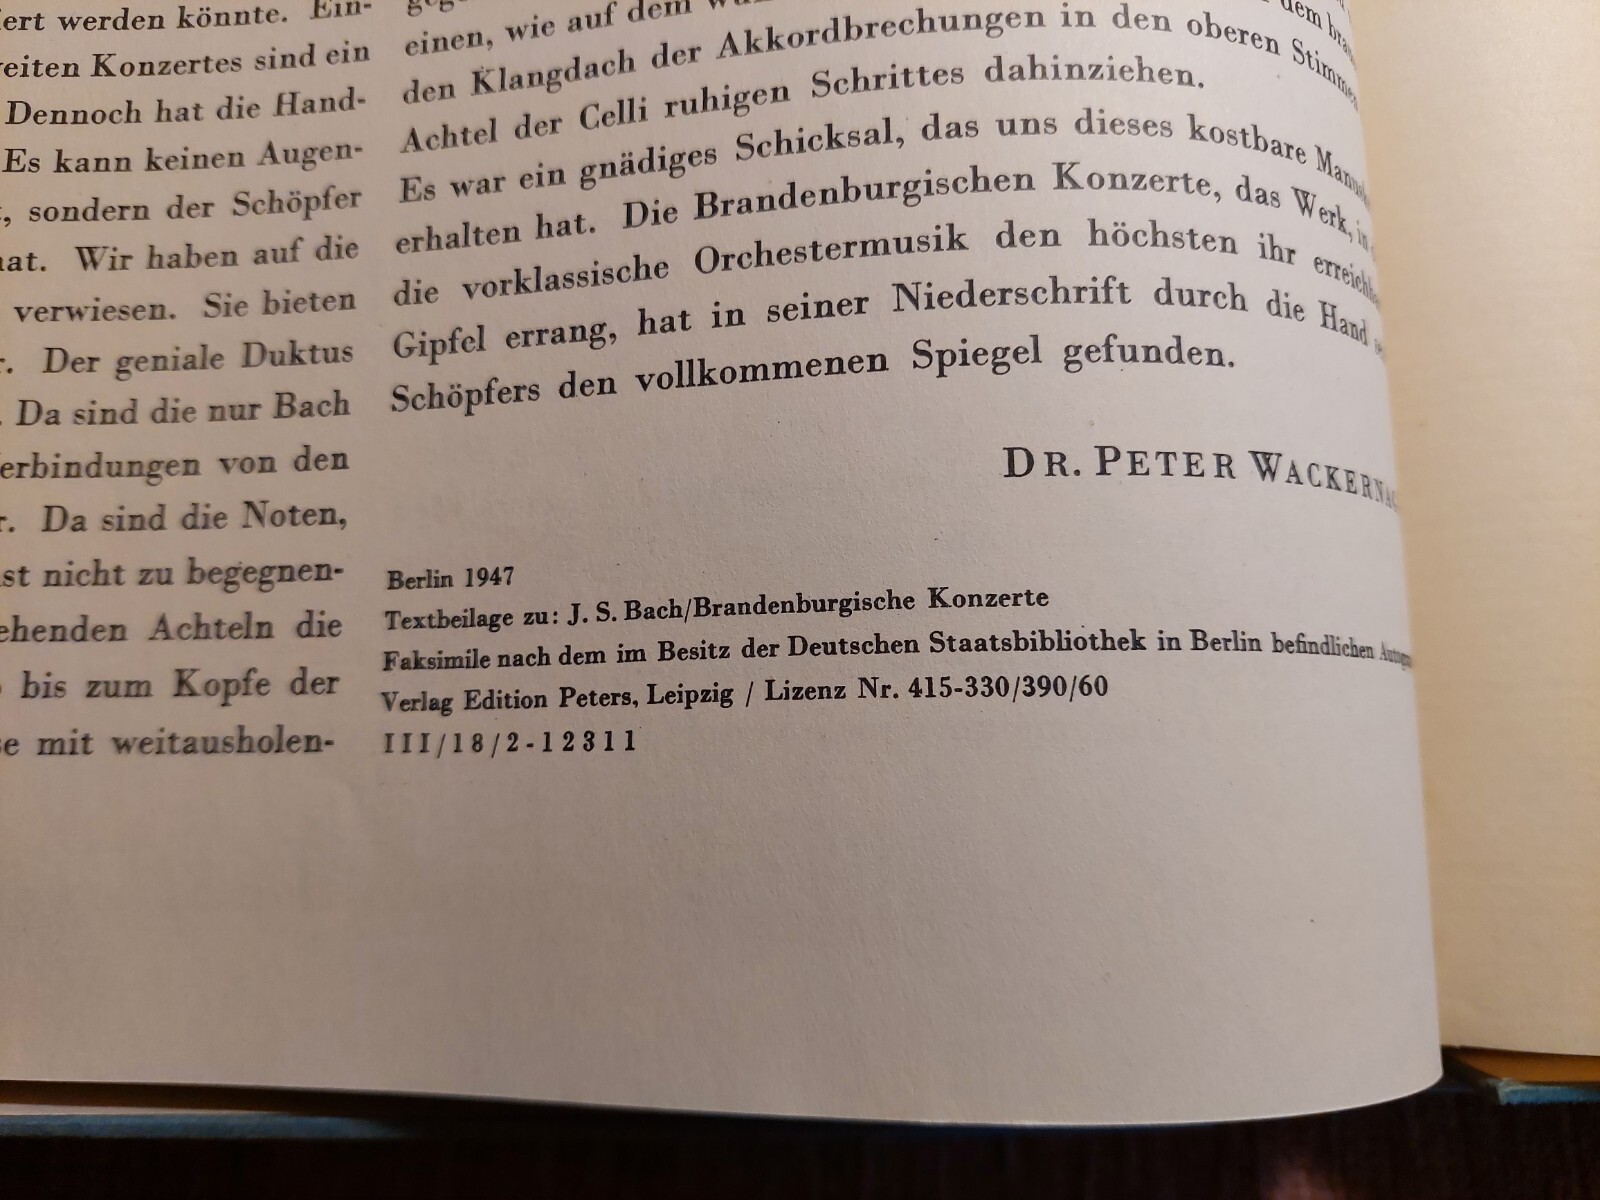 iert werden könnte. Ein-
eiten Konzertes sind ein
Dennoch hat die Hand-
Es kann keinen Augen-
sondern der Schöpfer
Wir haben auf die
verwiesen. Sie bieten
Der geniale Duktus
Da sind die nur Bach
erbindungen von den
Da sind die Noten,
st nicht zu begegnen-
ehenden Achteln die
bis zum Kopfe der
mit weitausholen-
einen, wie auf dem
den Klangdach der Akkordbrechungen in den oberen Stimmen
Achtel der Celli ruhigen Schrittes dahinziehen.
Es war ein gnädiges Schicksal, das uns dieses kostbare
erhalten hat. Die Brandenburgischen Konzerte, das Werk, in
die vorklassische Orchestermusik den höchsten ihr
Gipfel errang, hat in seiner Niederschrift durch die Hand
Schöpfers den vollkommenen Spiegel gefunden.
DR. PETER WACKERNAG
Berlin 1947
Textbeilage zu: J. S. Bach/Brandenburgische Konzerte
Faksimile nach dem im Besitz der Deutschen Staatsbibliothek in Berlin befindlichen
Verlag Edition Peters, Leipzig / Lizenz Nr. 415-330/390/60
III/18/2-12311